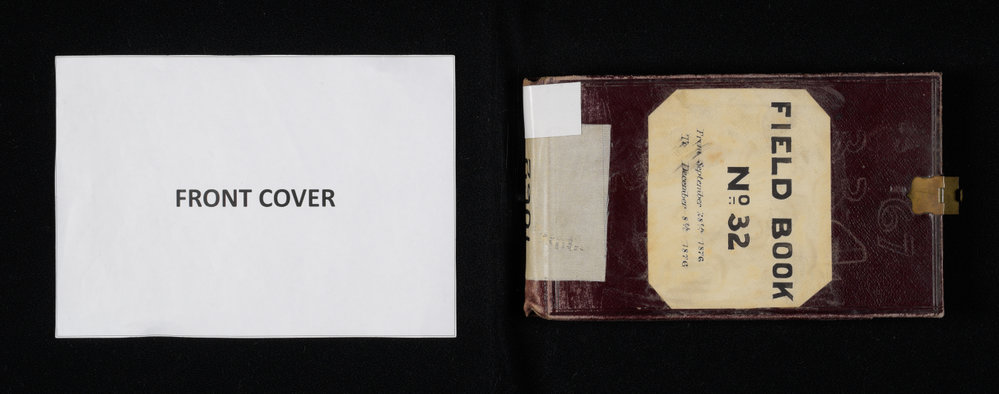 FRONT COVER
FIELD BOOK
Nº 32
From September 28th 1876
To December 8th 1876